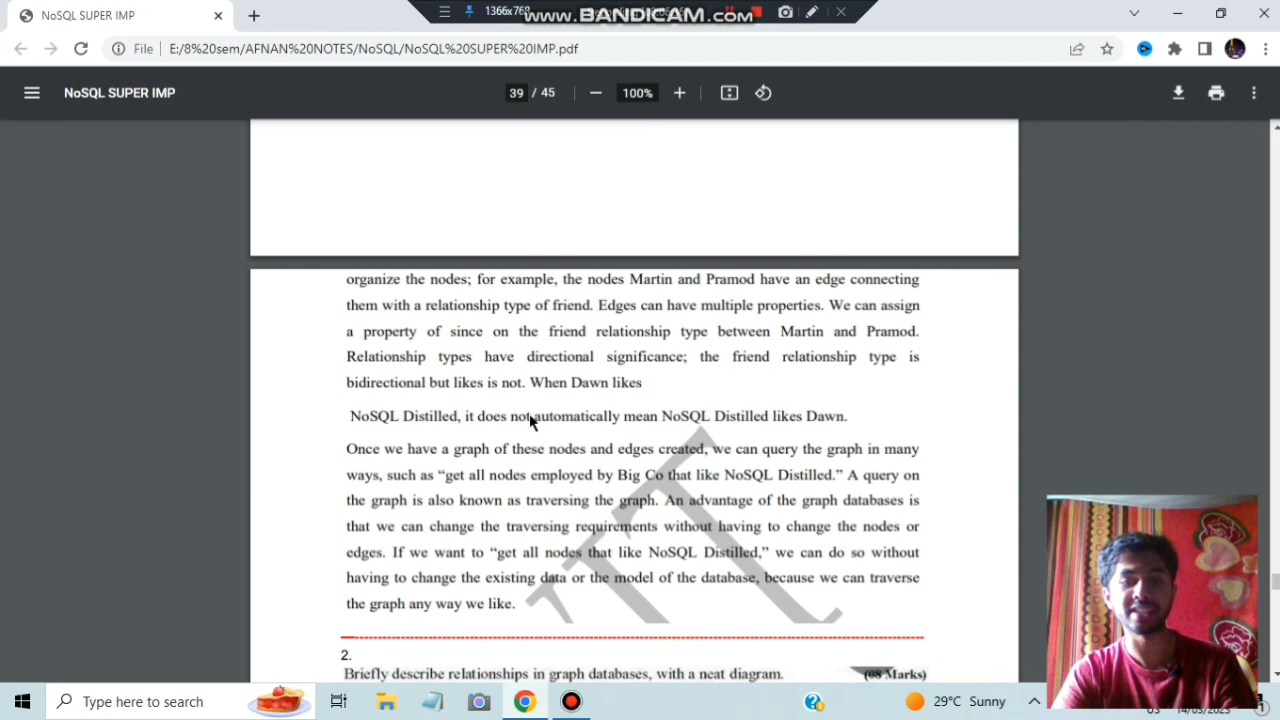 NoSQL SUPER IMP
1366x768
www.BANDICAM.com
File
E:/8%20sem/AFNAN%20NOTES/NoSQL/NoSQL%20SUPER%20IMP.pdf
NoSQL SUPER IMP
39 / 45
100%
organize the nodes; for example, the nodes Martin and Pramod have an edge connecting
them with a relationship type of friend. Edges can have multiple properties. We can assign
a property of since on the friend relationship type between Martin and Pramod.
Relationship types have directional significance; the friend relationship type is
bidirectional but likes is not. When Dawn likes
NoSQL Distilled, it does not automatically mean NoSQL Distilled likes Dawn.
Once we have a graph of these nodes and edges created, we can query the graph in many
ways, such as “get all nodes employed by Big Co that like NoSQL Distilled.” A query on
the graph is also known as traversing the graph. An advantage of the graph databases is
that we can change the traversing requirements without having to change the nodes or
edges. If we want to “get all nodes that like NoSQL Distilled,” we can do so without
having to change the existing data or the model of the database, because we can traverse
the graph any way we like.
2.
Briefly describe relationships in graph databases, with a neat diagram. (08 Marks)
Type here to search
29°C Sunny
14/05/2023